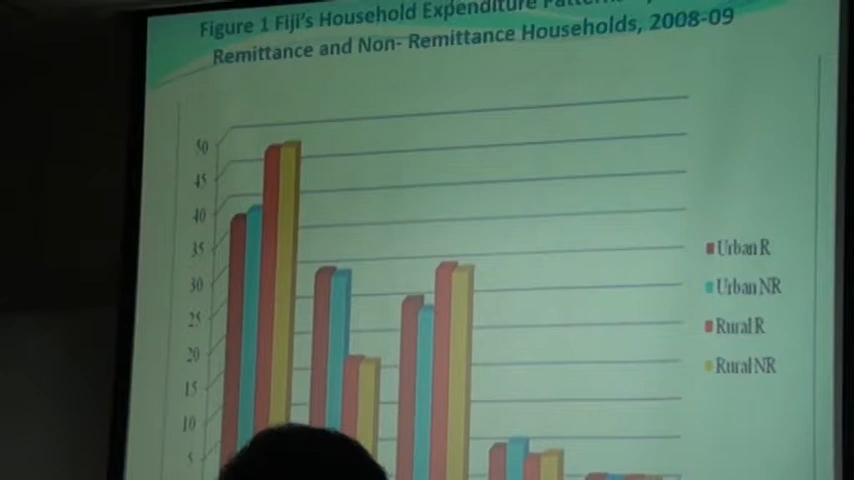 Figure 1 Fiji's Household Expenditure
Remittance and Non- Remittance Households, 2008-09
50
45
40
35
30
25
20
15
10
5
Urban R
Urban NR
Rural R
Rural NR